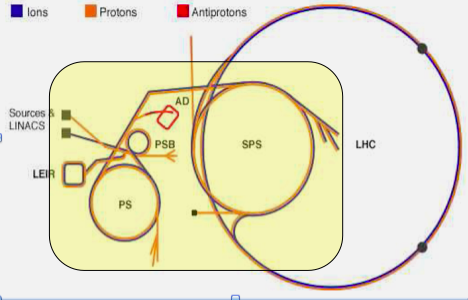 Ions
Protons
Antiprotons
AD
Sources &
LINACS
PSB
SPS
LHC
LEIR
PS